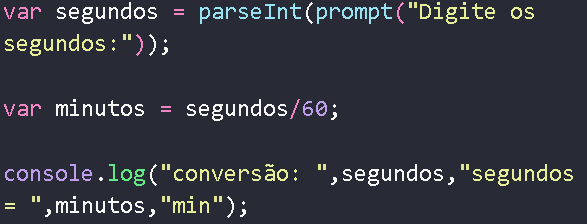 var segundos = parseInt(prompt("Digite os
segundos:"));
var minutos = segundos/60;
console.log("conversão: ",segundos,"segundos
= ",minutos,"min");